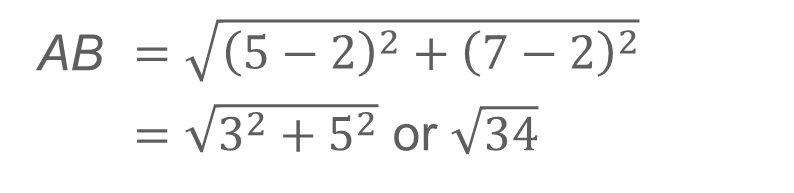 AB = √(5 − 2)² + (7 − 2)²
= √3² + 5² or √34